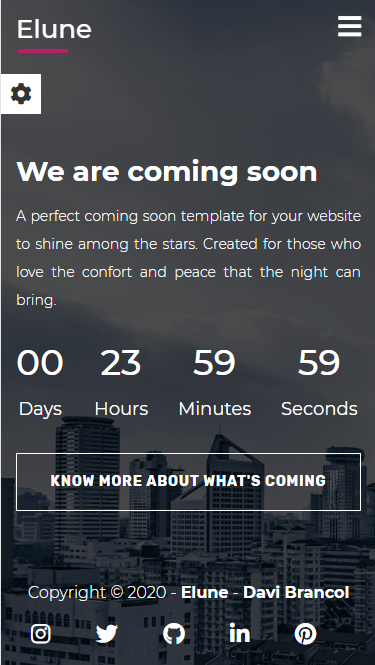 Elune
We are coming soon
A perfect coming soon template for your website
to shine among the stars. Created for those who
love the confort and peace that the night can
bring.
00 23 59 59
Days Hours Minutes Seconds
KNOW MORE ABOUT WHAT'S COMING
Copyright © 2020 - Elune - Davi Brancol